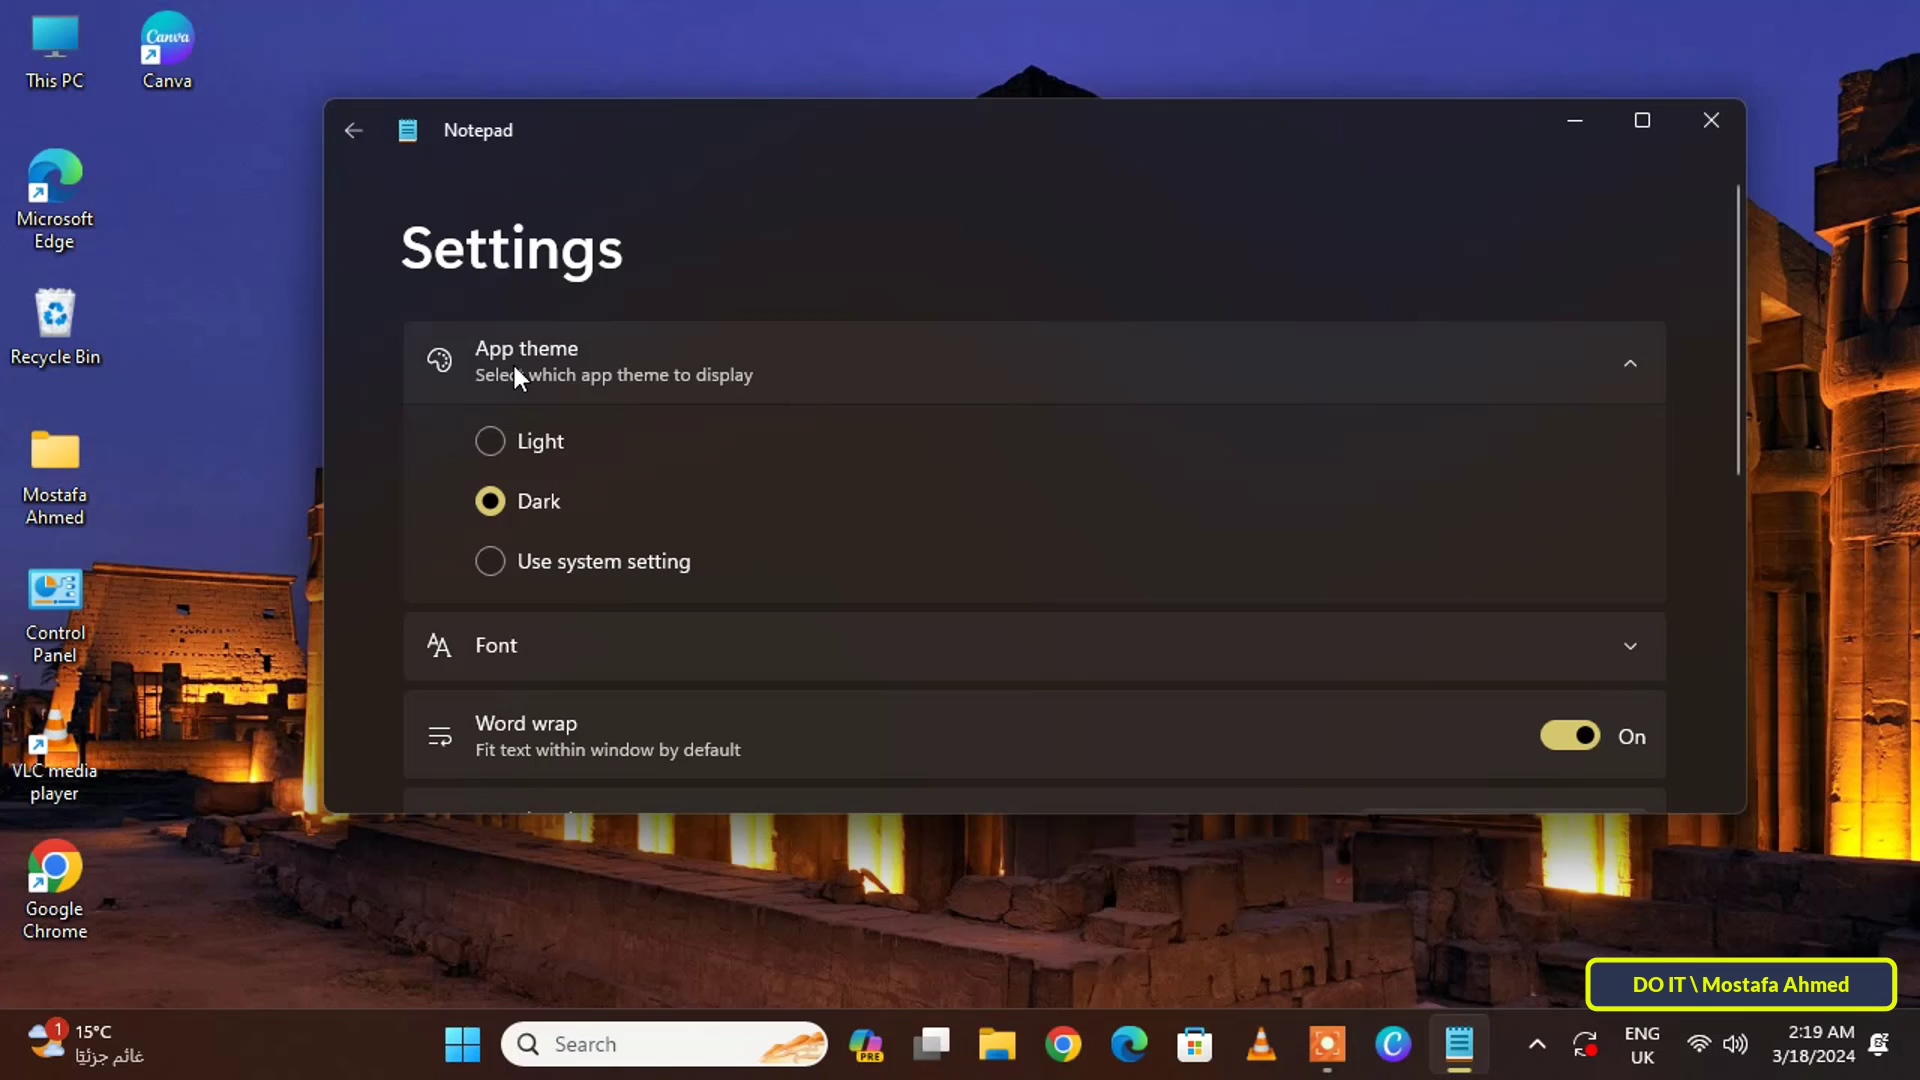 This PC
Canva
Canva
Microsoft
Edge
Recycle Bin
Mostafa
Ahmed
Control
Panel
VLC media
player
Google
Chrome
Notepad
Settings
App theme
Select which app theme to display
Light
Dark
Use system setting
Font
Word wrap
Fit text within window by default
On
DO IT \ Mostafa Ahmed
1
15°C
غائم جزئيًا
Search
PRE
ENG
UK
2:19 AM
3/18/2024